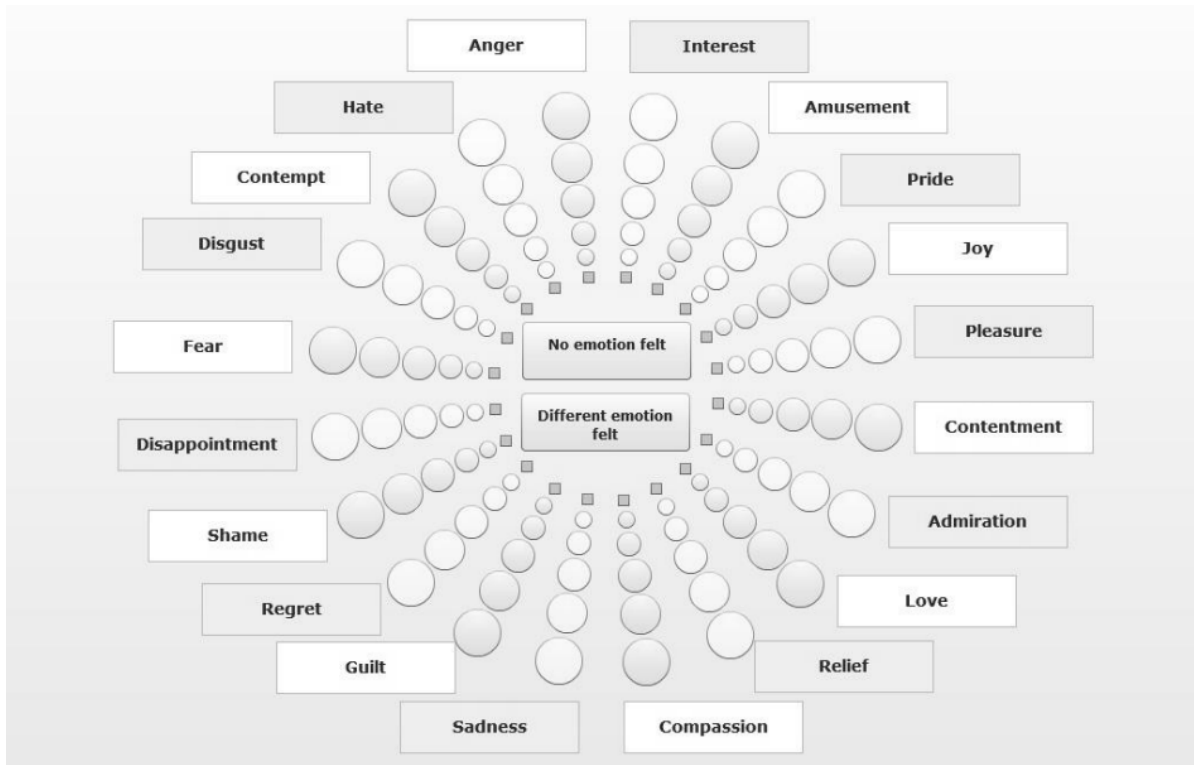 Anger
Interest
Hate
Amusement
Contempt
Pride
Disgust
Joy
Fear
No emotion felt
Pleasure
Disappointment
Different emotion
felt
Contentment
Shame
Admiration
Regret
Love
Guilt
Relief
Sadness
Compassion